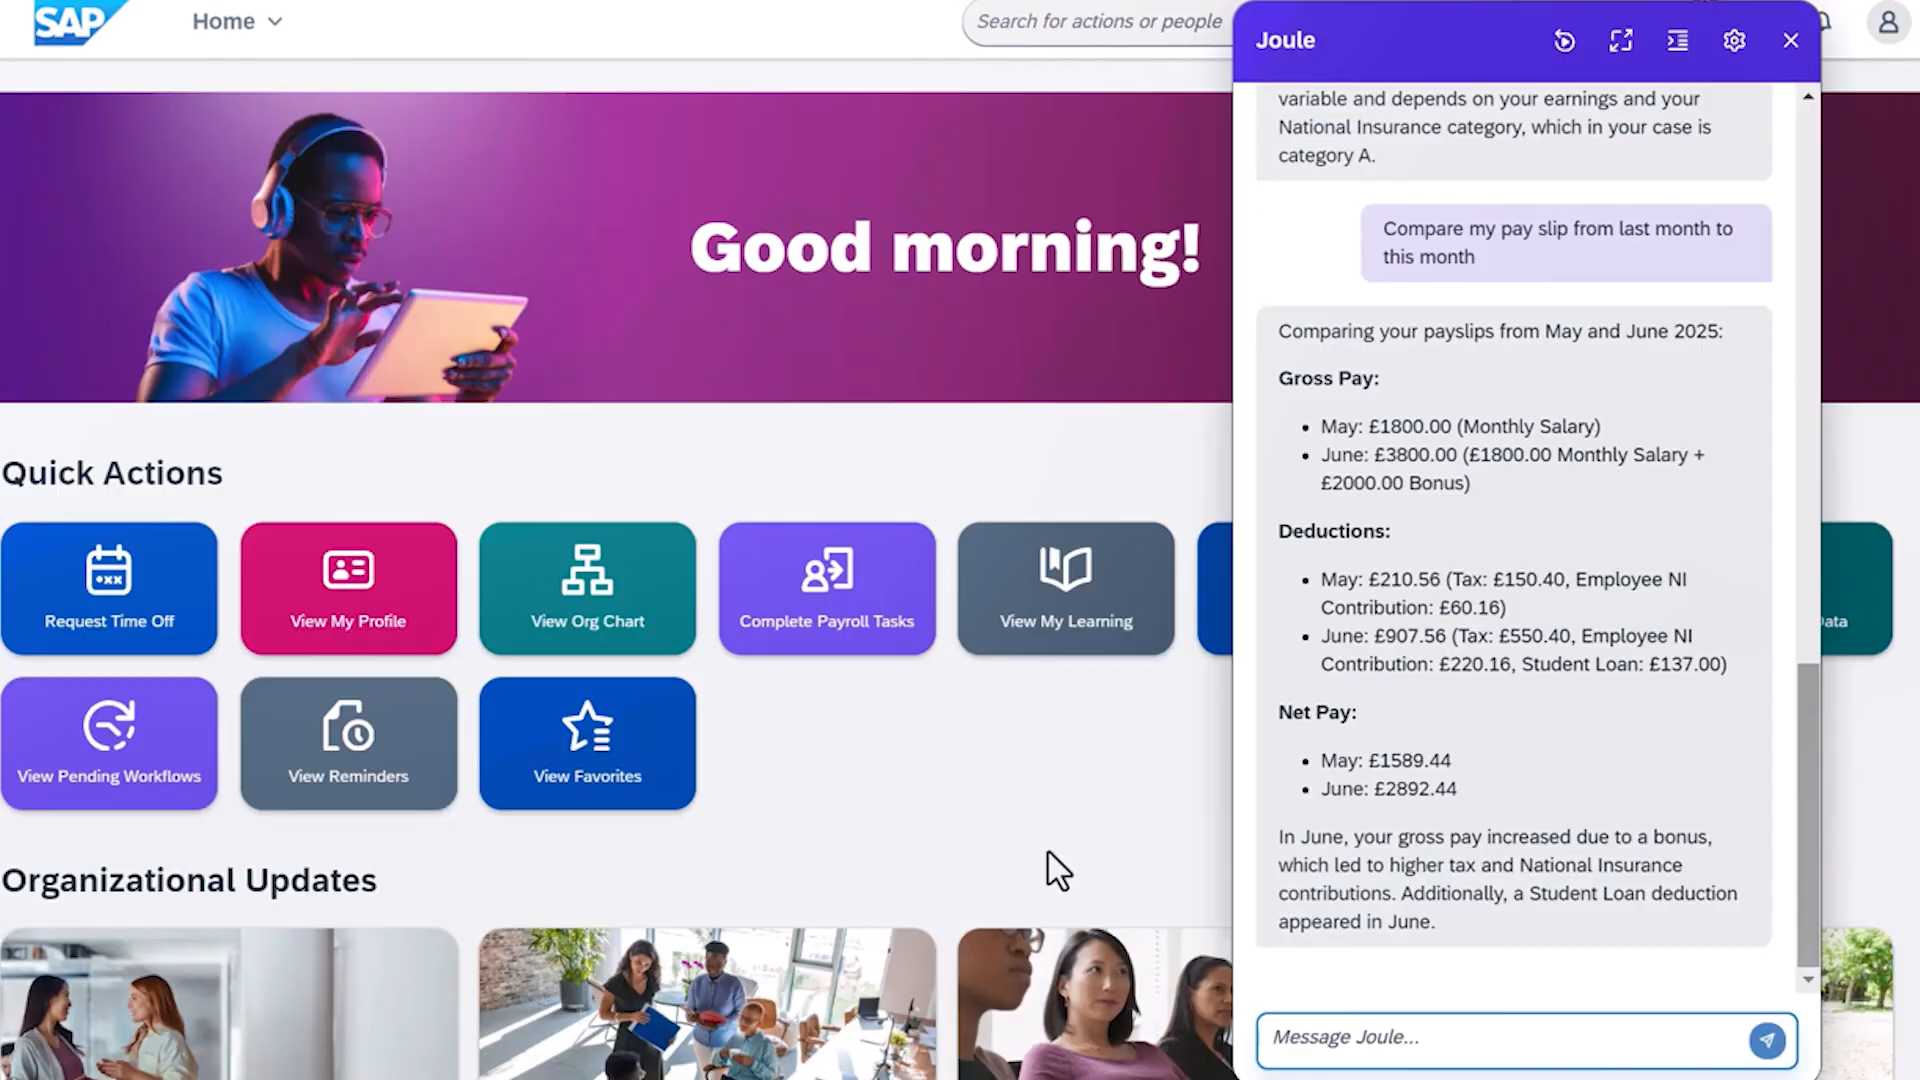 SAP
Home
Search for actions or people
Good morning!
Quick Actions
Request Time Off
View My Profile
View Org Chart
Complete Payroll Tasks
View My Learning
View Pending Workflows
View Reminders
View Favorites
Organizational Updates
Joule
variable and depends on your earnings and your
National Insurance category, which in your case is
category A.
Compare my pay slip from last month to
this month
Comparing your payslips from May and June 2025:
Gross Pay:
• May: £1800.00 (Monthly Salary)
• June: £3800.00 (£1800.00 Monthly Salary +
£2000.00 Bonus)
Deductions:
• May: £210.56 (Tax: £150.40, Employee NI
Contribution: £60.16)
• June: £907.56 (Tax: £550.40, Employee NI
Contribution: £220.16, Student Loan: £137.00)
Net Pay:
• May: £1589.44
• June: £2892.44
In June, your gross pay increased due to a bonus,
which led to higher tax and National Insurance
contributions. Additionally, a Student Loan deduction
appeared in June.
Message Joule...